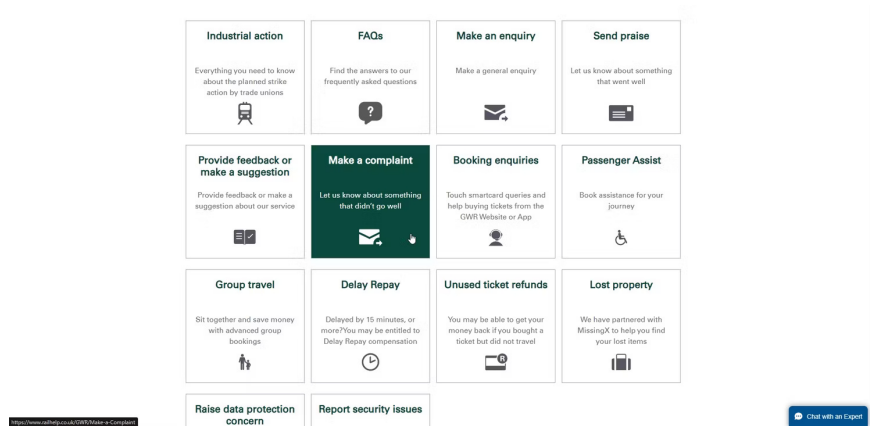 Industrial action
Everything you need to know
about the planned strike
action by trade unions
FAQs
Find the answers to our
frequently asked questions
?
Make an enquiry
Make a general enquiry
Send praise
Let us know about something
that went well
Provide feedback or
make a suggestion
Provide feedback or make a
suggestion about our service
Make a complaint
Let us know about something
that didn't go well
Booking enquiries
Touch smartcard queries and
help buying tickets from the
GWR Website or App
Passenger Assist
Book assistance for your
journey
Group travel
Sit together and save money
with advanced group
bookings
Delay Repay
Delayed by 15 minutes, or
more?You may be entitled to
Delay Repay compensation
Unused ticket refunds
You may be able to get your
money back if you bought a
ticket but did not travel
R
Lost property
We have partnered with
MissingX to help you find
your lost items
Raise data protection
concern
Report security issues
https://www.railhelp.co.uk/GWR/Make-a-Complaint
Chat with an Expert